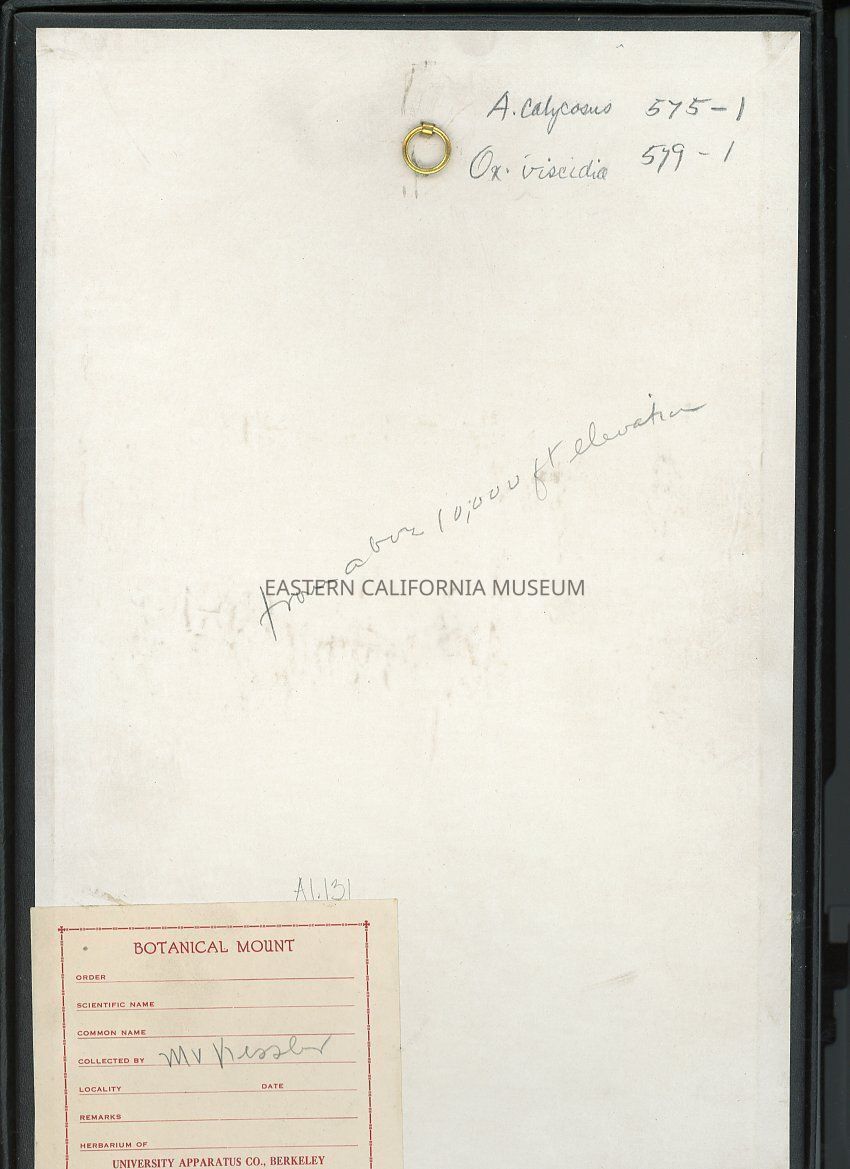 A. Calycosus 575-1
Ox. viscidia 579-1
from above 10,000 ft elevation
EASTERN CALIFORNIA MUSEUM
A1.131
BOTANICAL MOUNT
ORDER
SCIENTIFIC NAME
COMMON NAME
COLLECTED BY MV Kessler
LOCALITY DATE
REMARKS
HERBARIUM OF
UNIVERSITY APPARATUS CO., BERKELEY